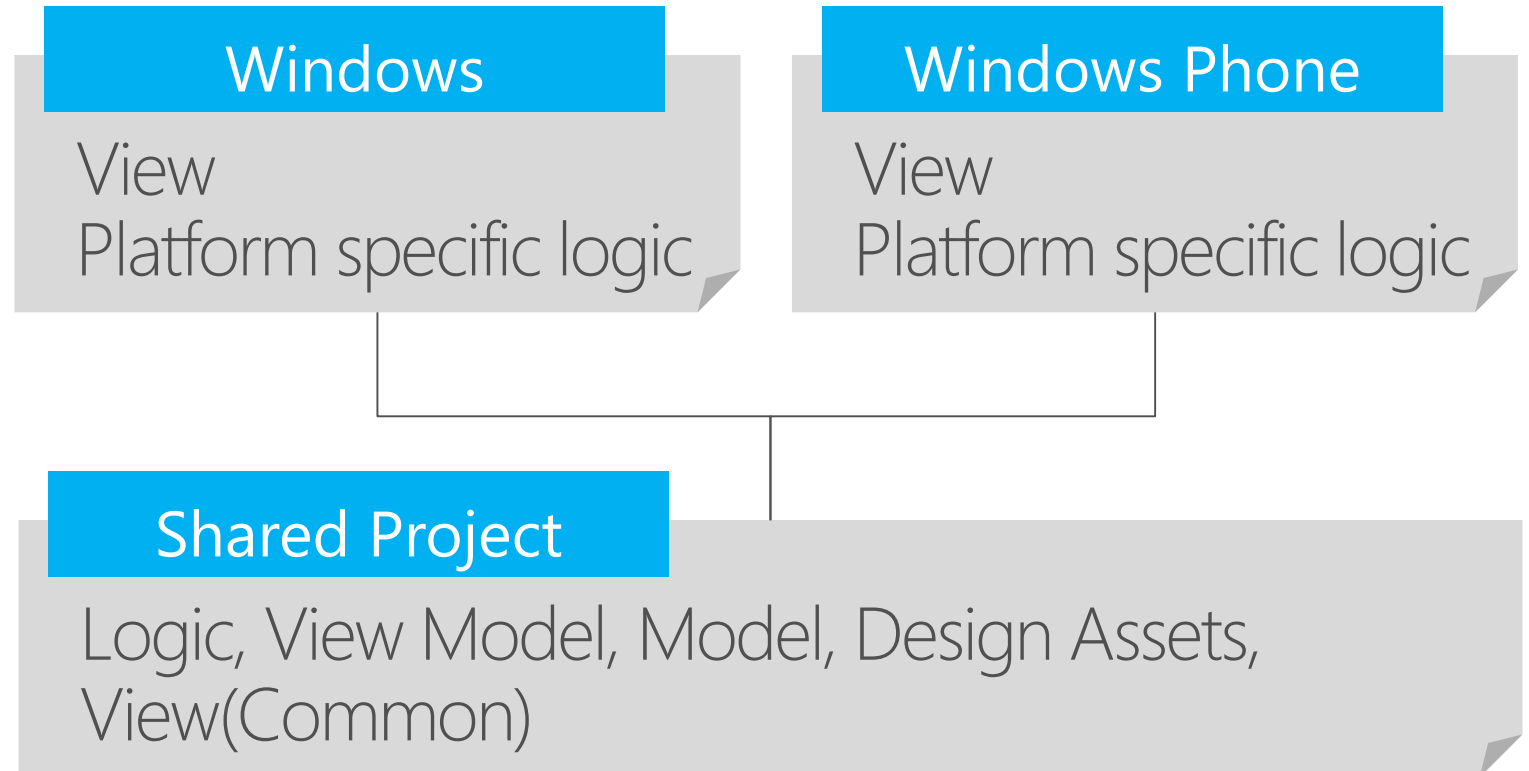 Windows
View
Platform specific logic
Windows Phone
View
Platform specific logic
Shared Project
Logic, View Model, Model, Design Assets,
View(Common)